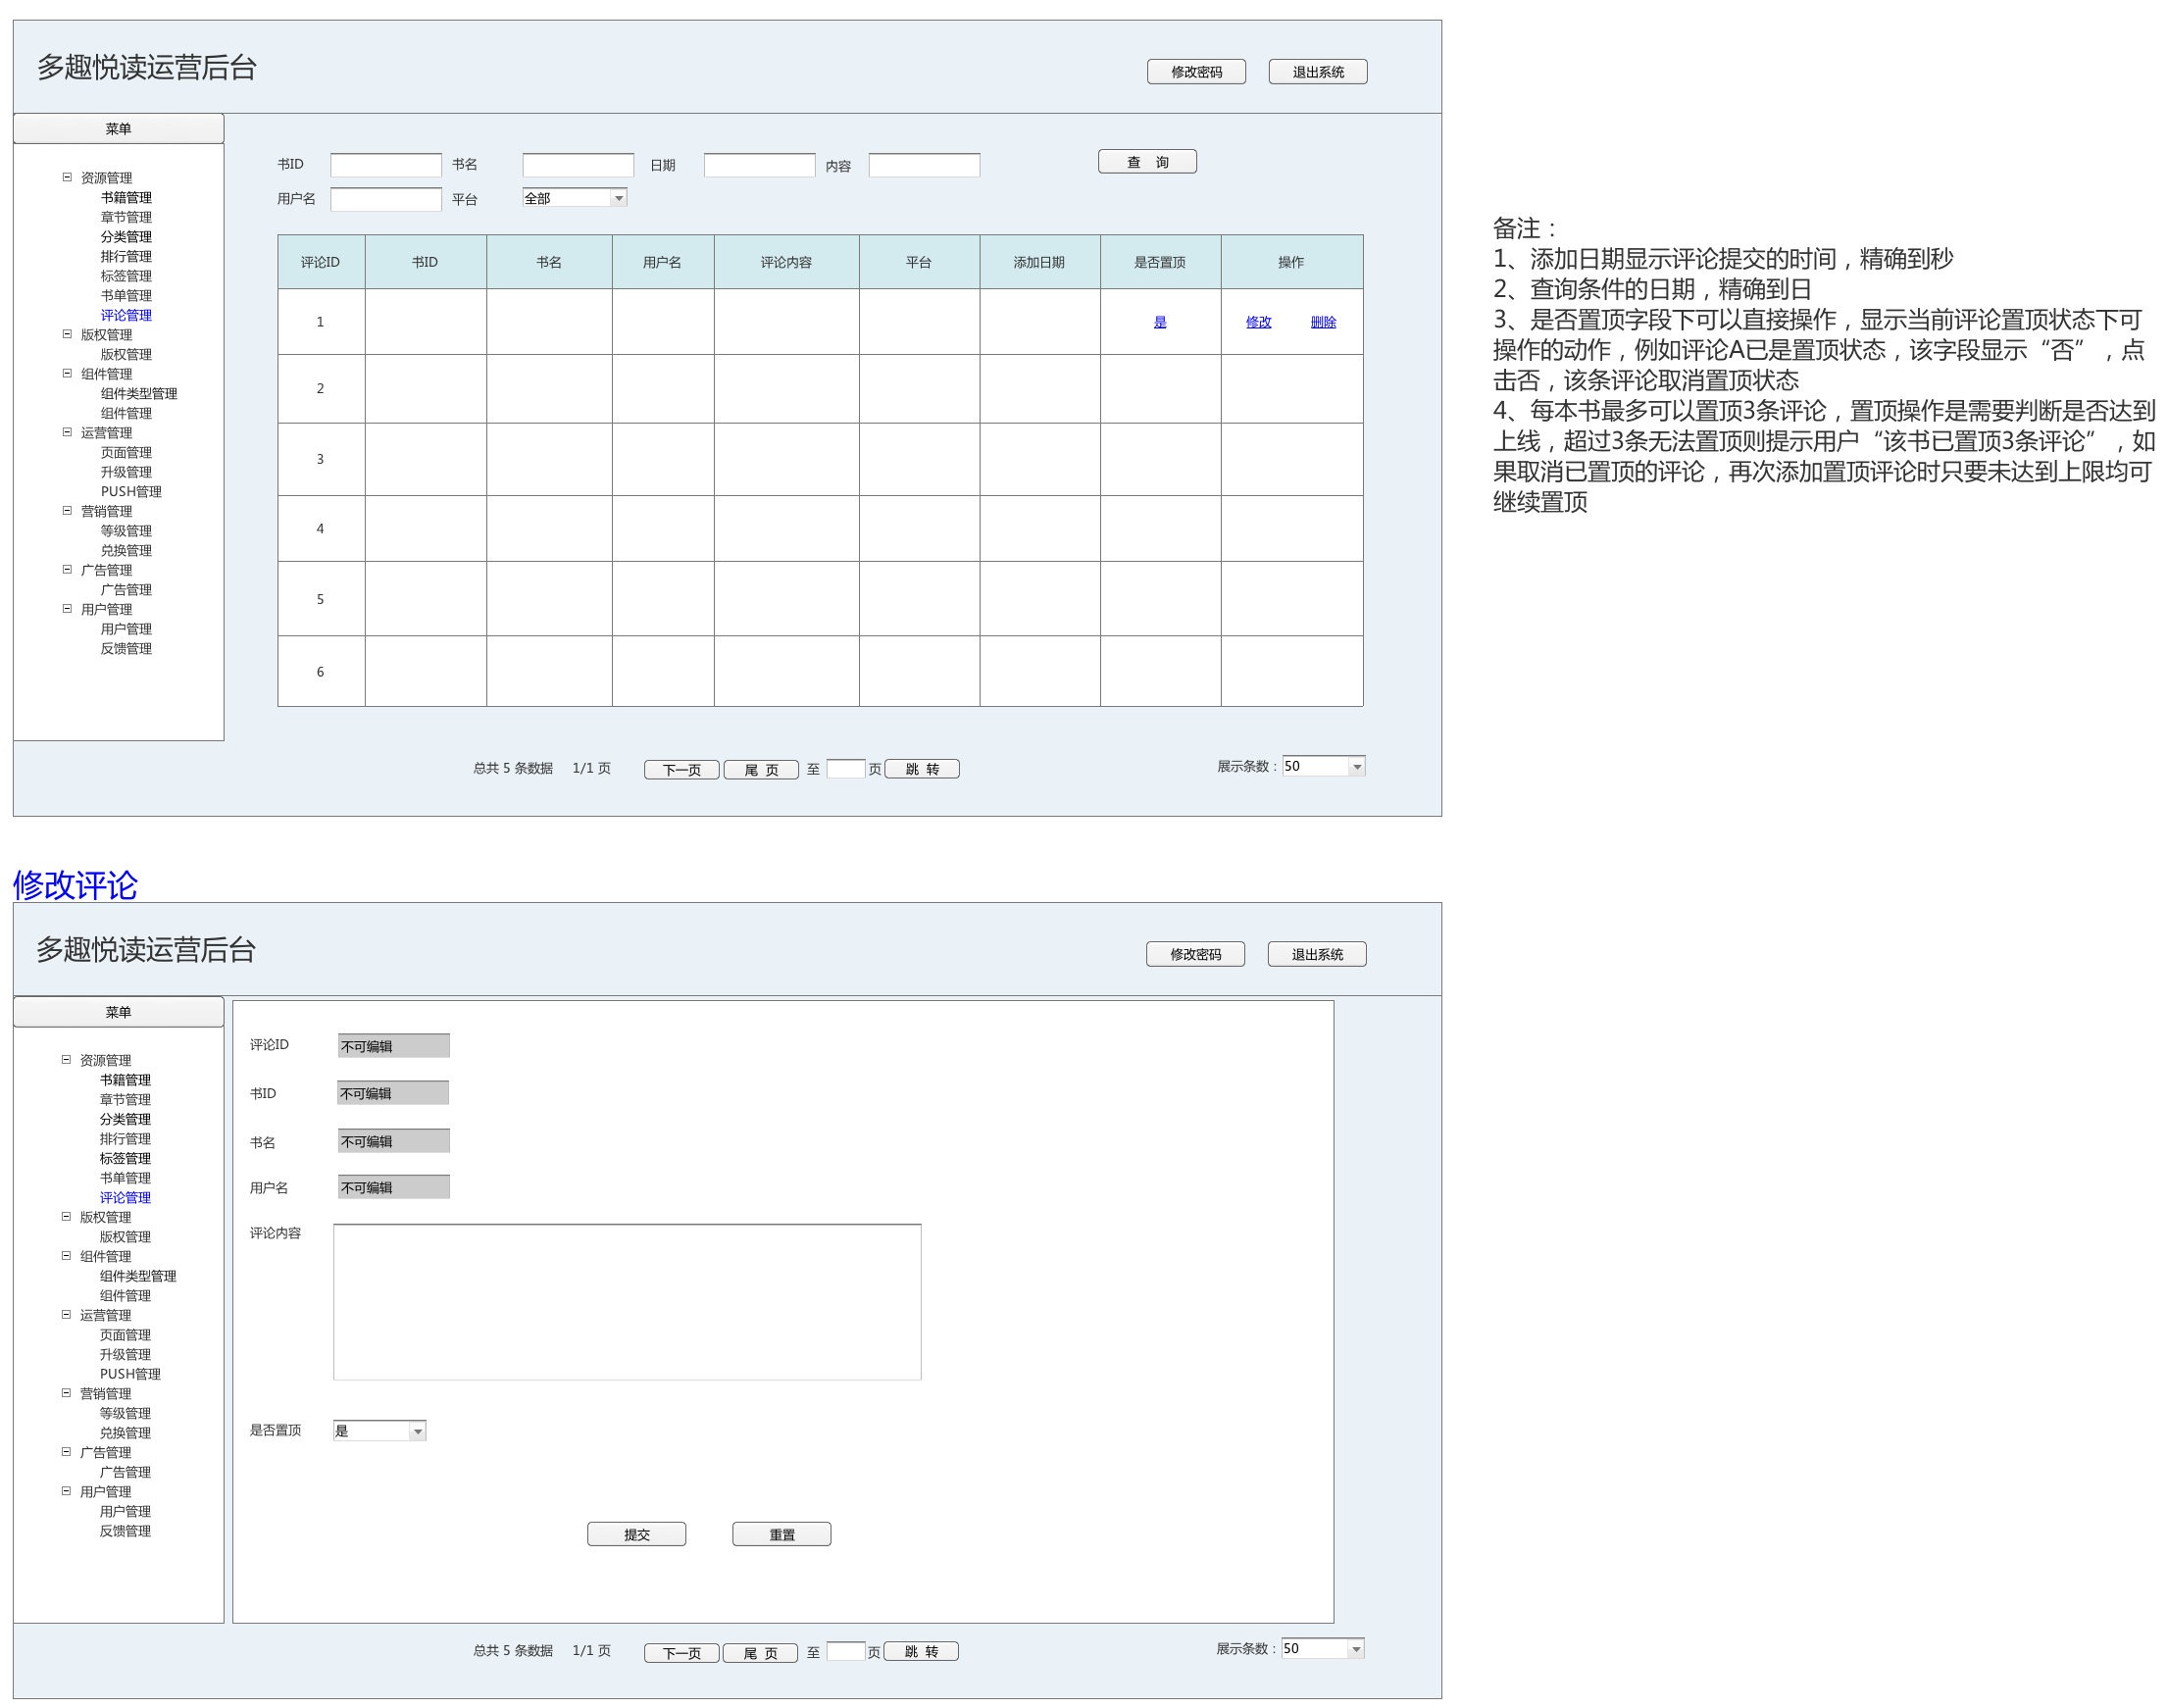 多趣悦读运营后台
修改密码 退出系统
菜单
资源管理
书籍管理
章节管理
分类管理
排行管理
标签管理
书单管理
评论管理
版权管理
版权管理
组件管理
组件类型管理
组件管理
运营管理
页面管理
升级管理
PUSH管理
营销管理
等级管理
兑换管理
广告管理
广告管理
用户管理
用户管理
反馈管理
书ID 书名 日期 内容 查 询
用户名 平台 全部
评论ID 书ID 书名 用户名 评论内容 平台 添加日期 是否置顶 操作
1 是 修改 删除
2
3
4
5
6
总共 5 条数据 1/1 页 下一页 尾 页 至 页 跳 转 展示条数：50
备注：
1、添加日期显示评论提交的时间，精确到秒
2、查询条件的日期，精确到日
3、是否置顶字段下可以直接操作，显示当前评论置顶状态下可
操作的动作，例如评论A已是置顶状态，该字段显示“否”，点
击否，该条评论取消置顶状态
4、每本书最多可以置顶3条评论，置顶操作是需要判断是否达到
上线，超过3条无法置顶则提示用户“该书已置顶3条评论”，如
果取消已置顶的评论，再次添加置顶评论时只要未达到上限均可
继续置顶
修改评论
多趣悦读运营后台
修改密码 退出系统
菜单
资源管理
书籍管理
章节管理
分类管理
排行管理
标签管理
书单管理
评论管理
版权管理
版权管理
组件管理
组件类型管理
组件管理
运营管理
页面管理
升级管理
PUSH管理
营销管理
等级管理
兑换管理
广告管理
广告管理
用户管理
用户管理
反馈管理
评论ID 不可编辑
书ID 不可编辑
书名 不可编辑
用户名 不可编辑
评论内容
是否置顶 是
提交 重置
总共 5 条数据 1/1 页 下一页 尾 页 至 页 跳 转 展示条数：50